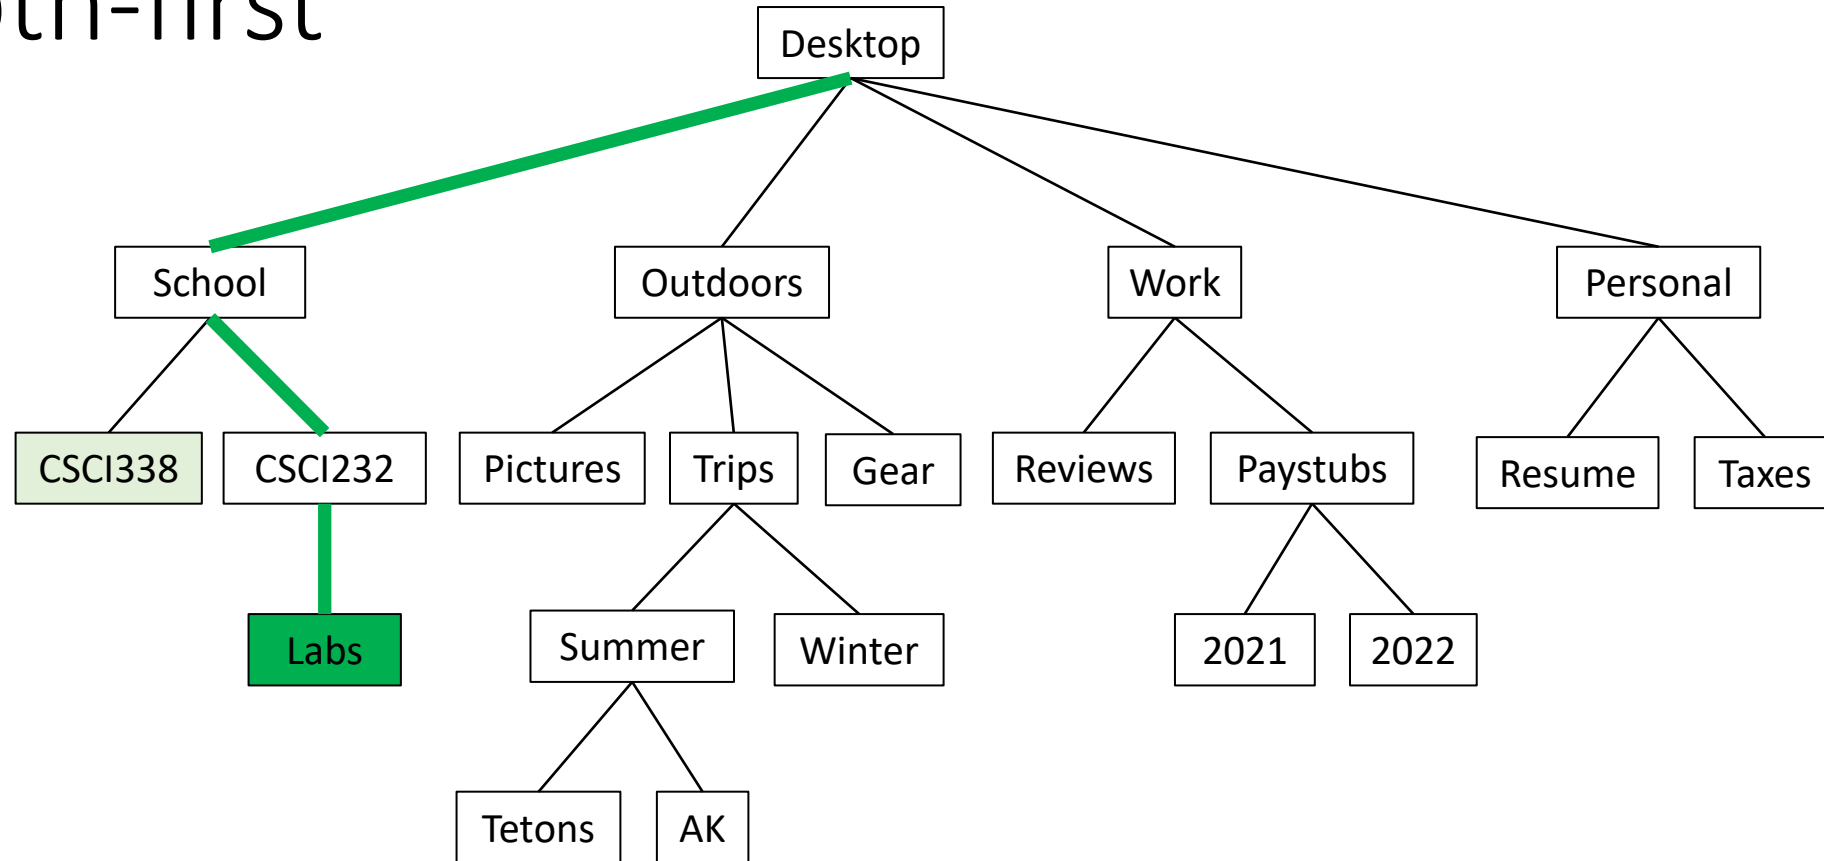 Desktop
School Outdoors Work Personal
CSCI338 CSCI232 Pictures Trips Gear Reviews Paystubs Resume Taxes
Labs Summer Winter 2021 2022
Tetons AK